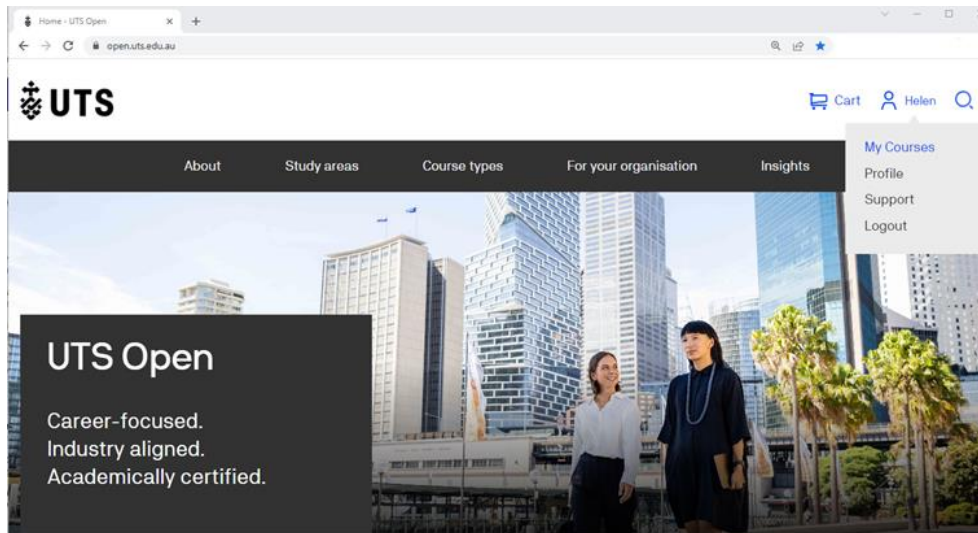 Home - UTS Open
open.uts.edu.au
UTS
Cart Helen
My Courses
Profile
Support
Logout
About Study areas Course types For your organisation Insights
UTS Open
Career-focused.
Industry aligned.
Academically certified.